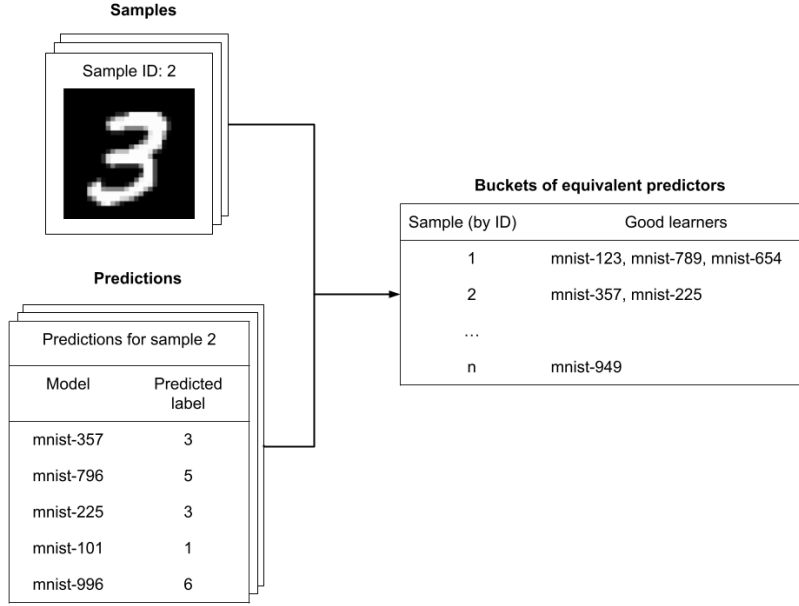 Samples
Sample ID: 2
3
Predictions
Predictions for sample 2
Model Predicted label
mnist-357 3
mnist-796 5
mnist-225 3
mnist-101 1
mnist-996 6
Buckets of equivalent predictors
Sample (by ID) Good learners
1 mnist-123, mnist-789, mnist-654
2 mnist-357, mnist-225
...
n mnist-949